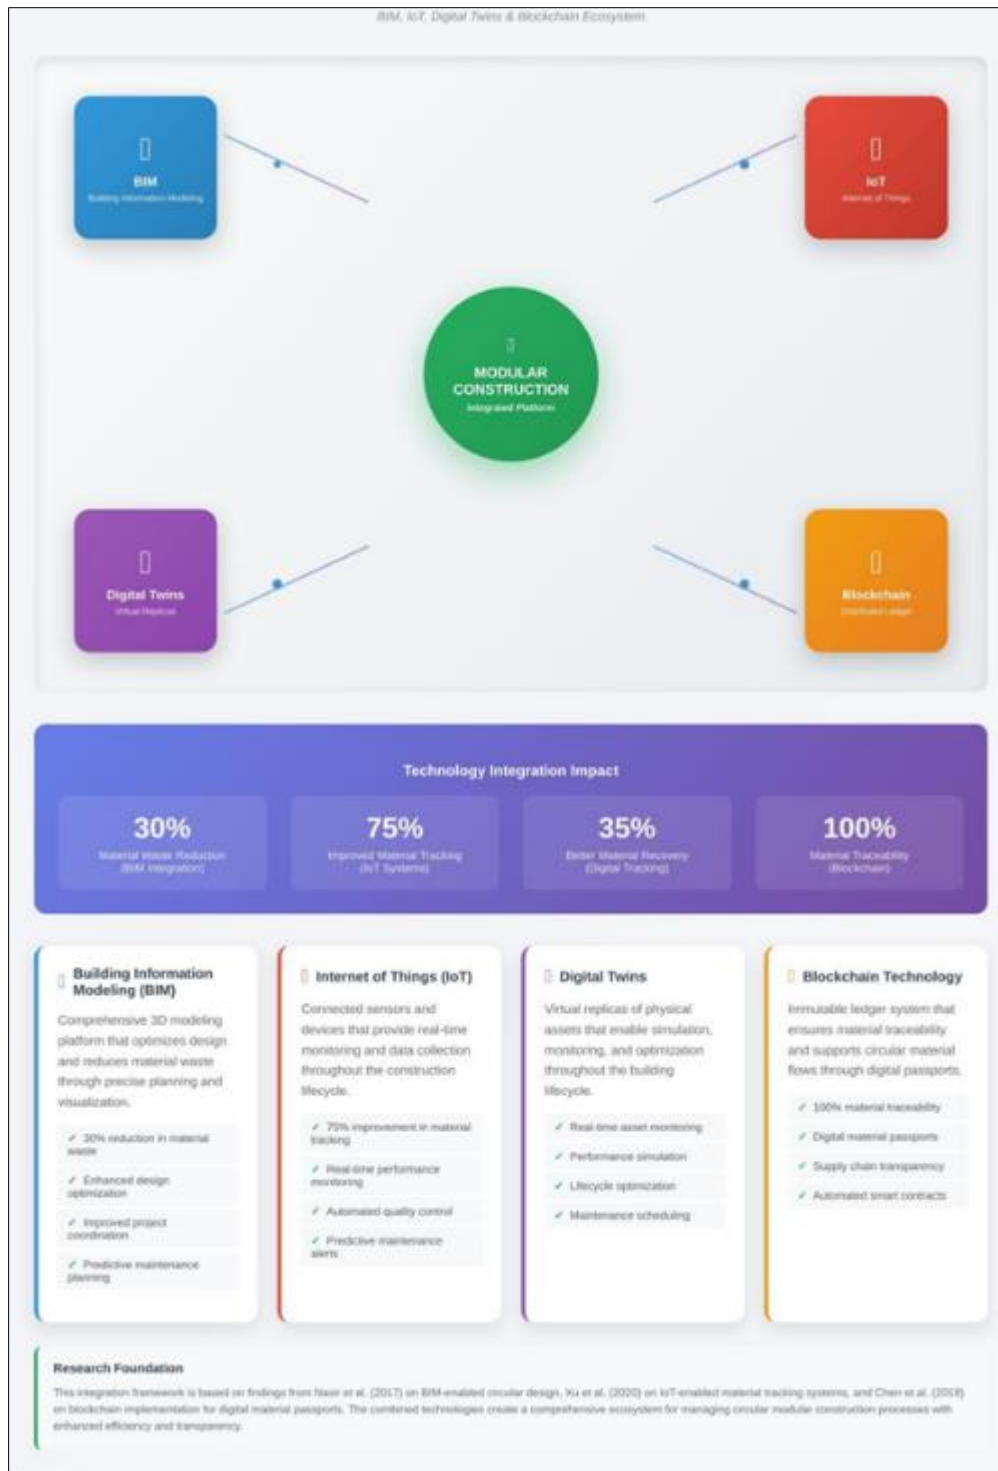 BIM, IoT, Digital Twins & Blockchain Ecosystem
BIM
Building Information Modeling
IoT
Internet of Things
MODULAR
CONSTRUCTION
Integrated Platform
Digital Twins
Virtual Replicas
Blockchain
Distributed Ledger
Technology Integration Impact
30%
Material Waste Reduction
(BIM Integration)
75%
Improved Material Tracking
(IoT Systems)
35%
Better Material Recovery
(Digital Tracking)
100%
Material Traceability
(Blockchain)
Building Information
Modeling (BIM)
Comprehensive 3D modeling
platform that optimizes design
and reduces material waste
through precise planning and
visualization.
✓ 30% reduction in material
waste
✓ Enhanced design
optimization
✓ Improved project
coordination
✓ Predictive maintenance
planning
Internet of Things (IoT)
Connected sensors and
devices that provide real-time
monitoring and data collection
throughout the construction
lifecycle.
✓ 75% improvement in material
tracking
✓ Real-time performance
monitoring
✓ Automated quality control
✓ Predictive maintenance
alerts
Digital Twins
Virtual replicas of physical
assets that enable simulation,
monitoring, and optimization
throughout the building
lifecycle.
✓ Real-time asset monitoring
✓ Performance simulation
✓ Lifecycle optimization
✓ Maintenance scheduling
Blockchain Technology
Immutable ledger system that
ensures material traceability
and supports circular material
flows through digital passports.
✓ 100% material traceability
✓ Digital material passports
✓ Supply chain transparency
✓ Automated smart contracts
Research Foundation
This integration framework is based on findings from Nasir et al. (2017) on BIM-enabled circular design, Xu et al. (2020) on IoT-enabled material tracking systems, and Chen et al. (2019)
on blockchain implementation for digital material passports. The combined technologies create a comprehensive ecosystem for managing circular modular construction processes with
enhanced efficiency and transparency.